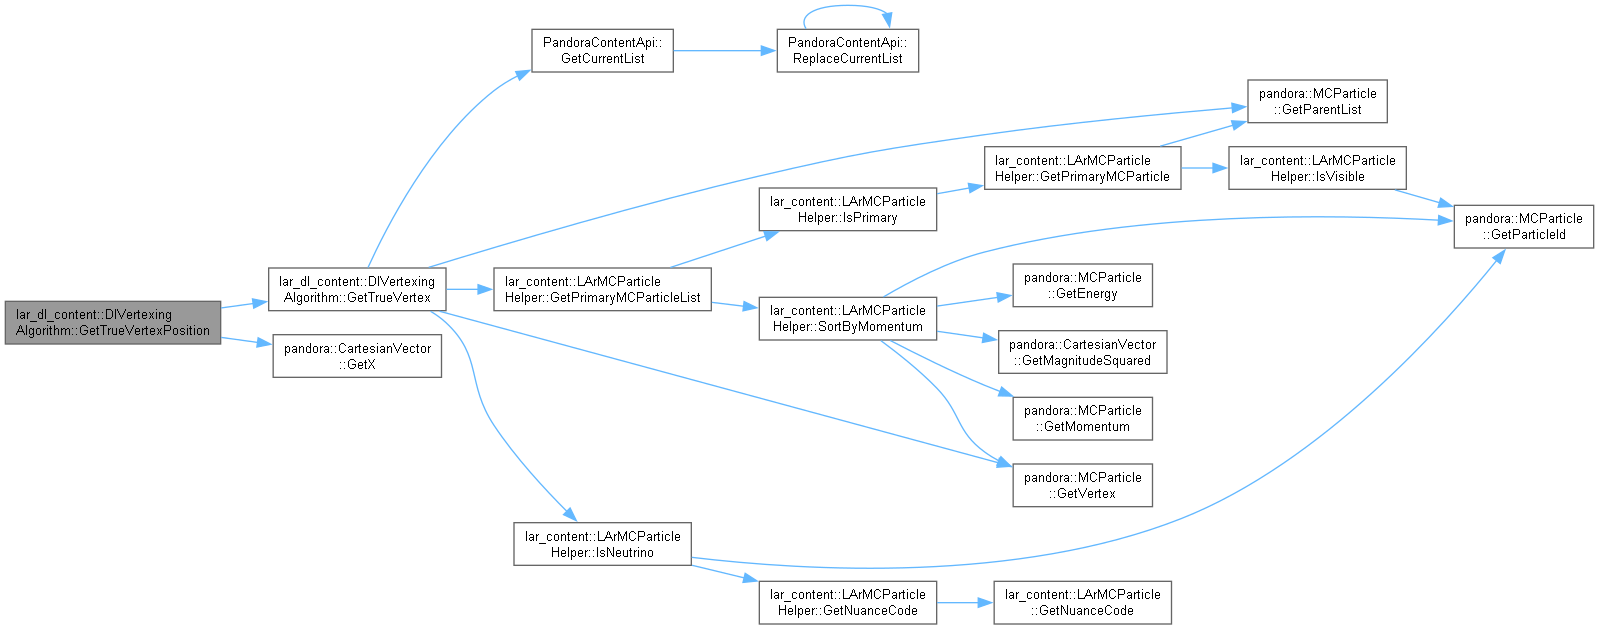 PandoraContentApi::
GetCurrentList
PandoraContentApi::
ReplaceCurrentList
pandora::MCParticle
::GetParentList
lar_content::LArMCParticle
Helper::GetPrimaryMCParticle
lar_content::LArMCParticle
Helper::IsVisible
lar_content::LArMCParticle
Helper::IsPrimary
pandora::MCParticle
::GetParticleId
lar_dl_content::DlVertexing
Algorithm::GetTrueVertex
lar_content::LArMCParticle
Helper::GetPrimaryMCParticleList
pandora::MCParticle
::GetEnergy
lar_dl_content::DlVertexing
Algorithm::GetTrueVertexPosition
lar_content::LArMCParticle
Helper::SortByMomentum
pandora::CartesianVector
::GetX
pandora::CartesianVector
::GetMagnitudeSquared
pandora::MCParticle
::GetMomentum
pandora::MCParticle
::GetVertex
lar_content::LArMCParticle
Helper::IsNeutrino
lar_content::LArMCParticle
Helper::GetNuanceCode
lar_content::LArMCParticle
::GetNuanceCode